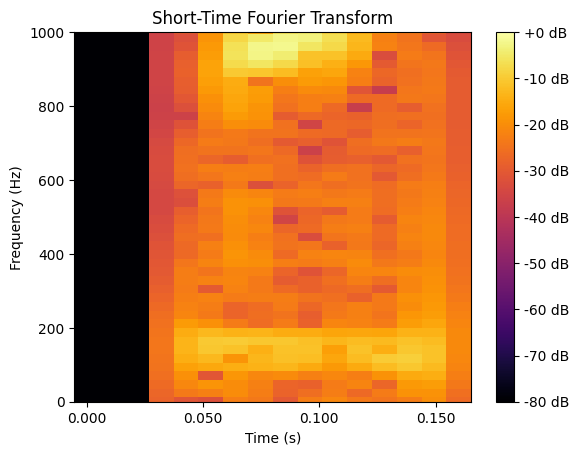 Short-Time Fourier Transform
1000
800
600
400
200
0
Frequency (Hz)
0.000
0.050
0.100
0.150
Time (s)
+0 dB
-10 dB
-20 dB
-30 dB
-40 dB
-50 dB
-60 dB
-70 dB
-80 dB